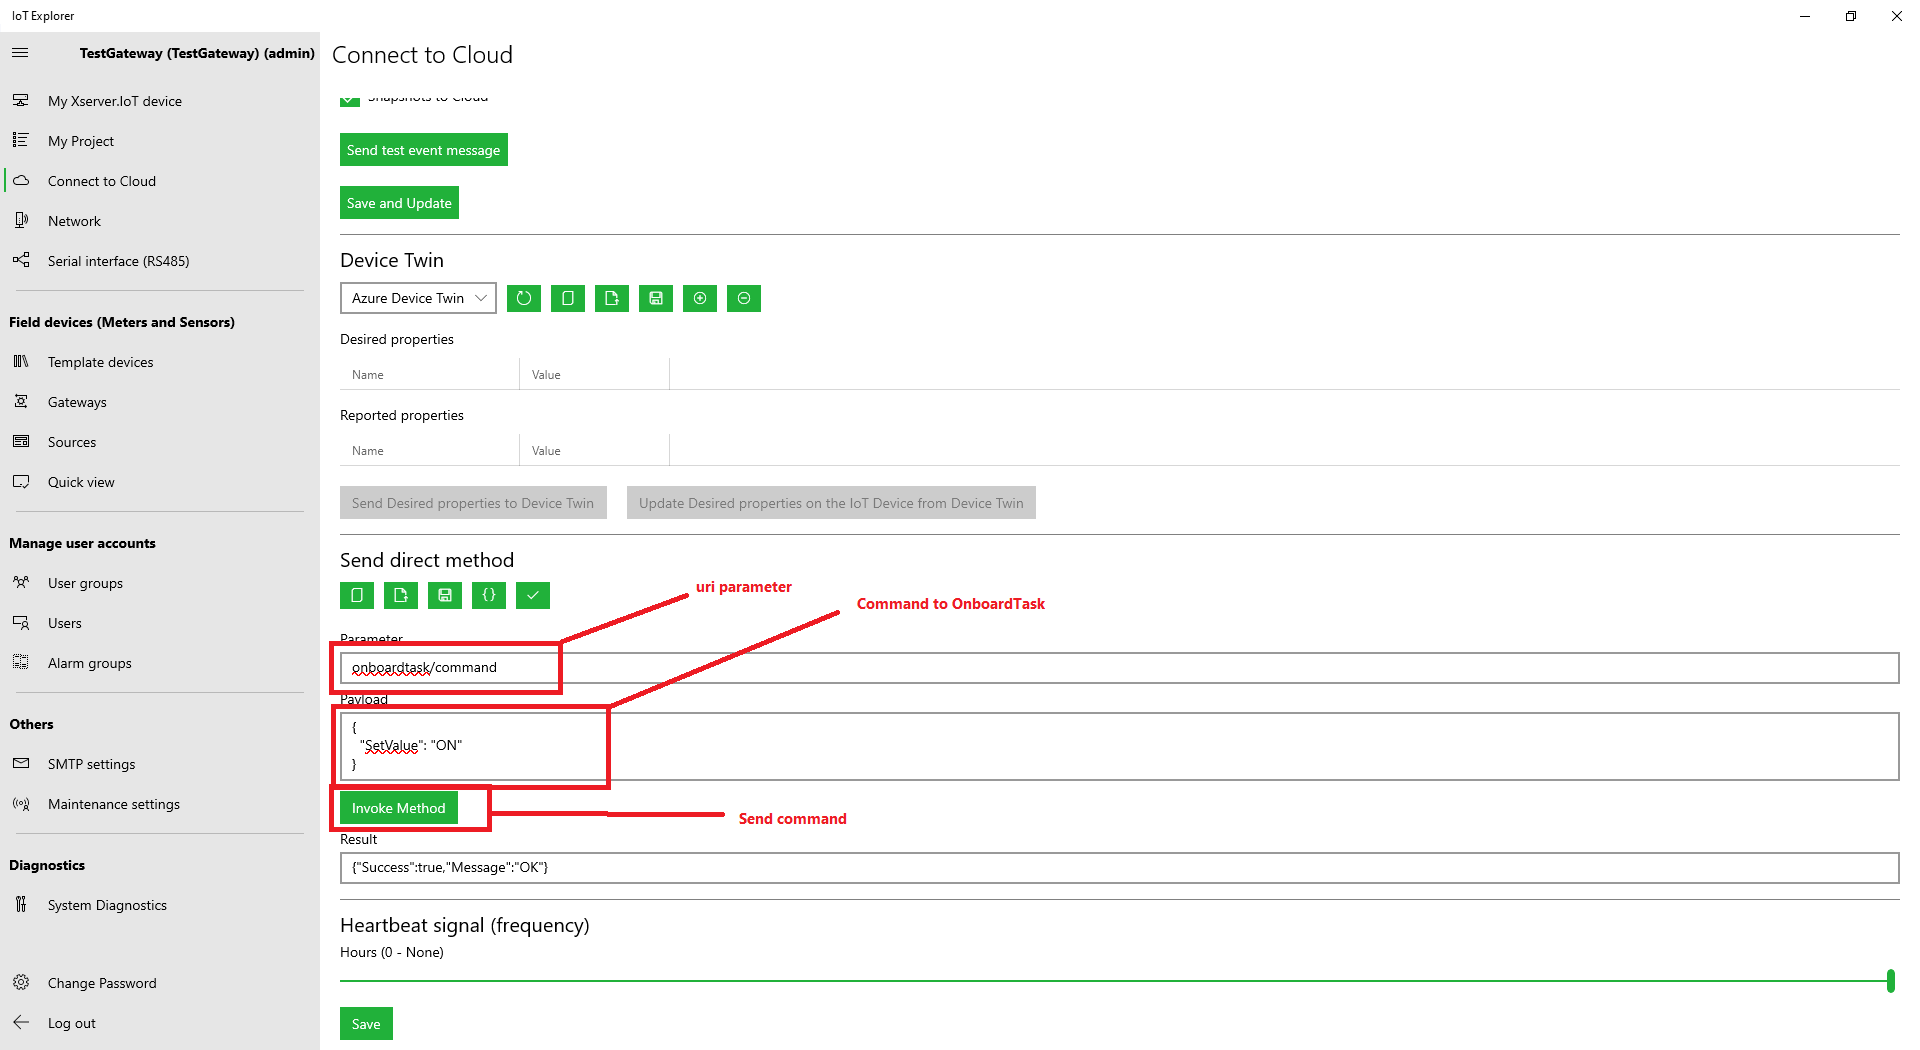 IoT Explorer
TestGateway (TestGateway) (admin)
My Xserver.IoT device
My Project
Connect to Cloud
Network
Serial interface (RS485)
Field devices (Meters and Sensors)
Template devices
Gateways
Sources
Quick view
Manage user accounts
User groups
Users
Alarm groups
Others
SMTP settings
Maintenance settings
Diagnostics
System Diagnostics
Change Password
Log out
Connect to Cloud
Snapshots to Cloud
Send test event message
Save and Update
Device Twin
Azure Device Twin
Desired properties
Name Value
Reported properties
Name Value
Send Desired properties to Device Twin Update Desired properties on the IoT Device from Device Twin
Send direct method
{}
uri parameter
Command to OnboardTask
Parameter
onboardtask/command
Payload
{
"SetValue": "ON"
}
Invoke Method
Send command
Result
{"Success":true,"Message":"OK"}
Heartbeat signal (frequency)
Hours (0 - None)
Save